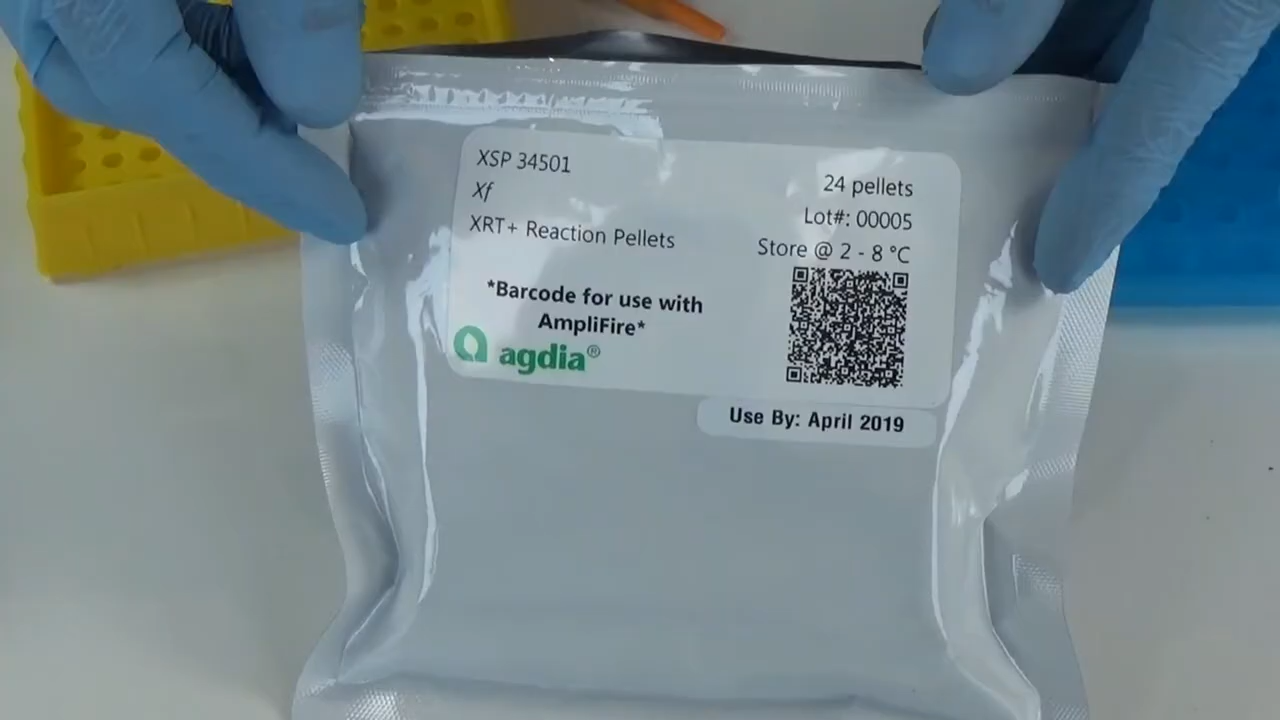 XSP 34501
Xf
XRT+ Reaction Pellets
24 pellets
Lot#: 00005
Store @ 2 - 8 °C
*Barcode for use with
AmpliFire*
agdia®
Use By: April 2019